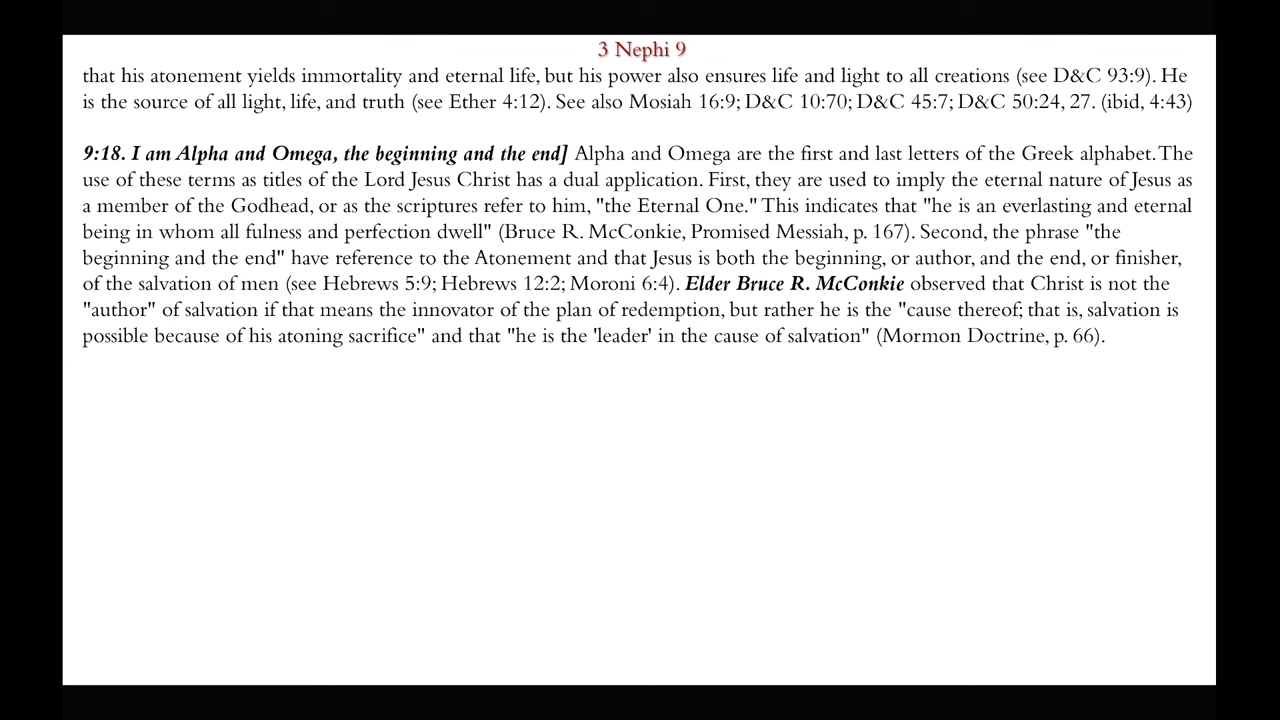 3 Nephi 9
that his atonement yields immortality and eternal life, but his power also ensures life and light to all creations (see D&C 93:9). He
is the source of all light, life, and truth (see Ether 4:12). See also Mosiah 16:9; D&C 10:70; D&C 45:7; D&C 50:24, 27. (ibid, 4:43)
9:18. I am Alpha and Omega, the beginning and the end] Alpha and Omega are the first and last letters of the Greek alphabet. The
use of these terms as titles of the Lord Jesus Christ has a dual application. First, they are used to imply the eternal nature of Jesus as
a member of the Godhead, or as the scriptures refer to him, "the Eternal One." This indicates that "he is an everlasting and eternal
being in whom all fulness and perfection dwell" (Bruce R. McConkie, Promised Messiah, p. 167). Second, the phrase "the
beginning and the end" have reference to the Atonement and that Jesus is both the beginning, or author, and the end, or finisher,
of the salvation of men (see Hebrews 5:9; Hebrews 12:2; Moroni 6:4). Elder Bruce R. McConkie observed that Christ is not the
"author" of salvation if that means the innovator of the plan of redemption, but rather he is the "cause thereof; that is, salvation is
possible because of his atoning sacrifice" and that "he is the 'leader' in the cause of salvation" (Mormon Doctrine, p. 66).